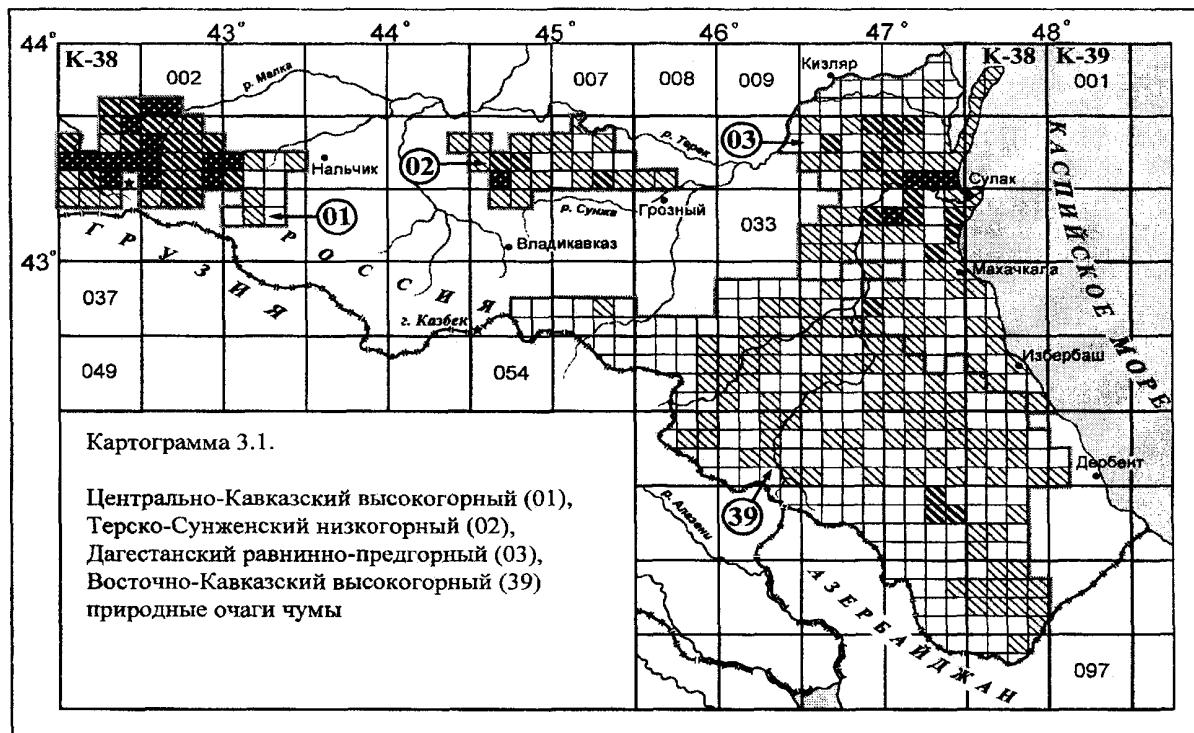 43° 44° 45° 46° 47° 48°
44°
К-38
002
007
008
009
К-38
К-39
001
р. Малка
Кизляр
р. Терек
03
02
01
Нальчик
Сулак
р. Сунжа
Грозный
033
Владикавказ
43°
Махачкала
КАСПИЙСКОЕ МОРЕ
ГРУЗИЯ
РОССИЯ
037
г. Казбек
049
054
Избербаш
Дербент
39
р. Алазани
АЗЕРБАЙДЖАН
097
Картограмма 3.1.
Центрально-Кавказский высокогорный (01),
Терско-Сунженский низкогорный (02),
Дагестанский равнинно-предгорный (03),
Восточно-Кавказский высокогорный (39)
природные очаги чумы